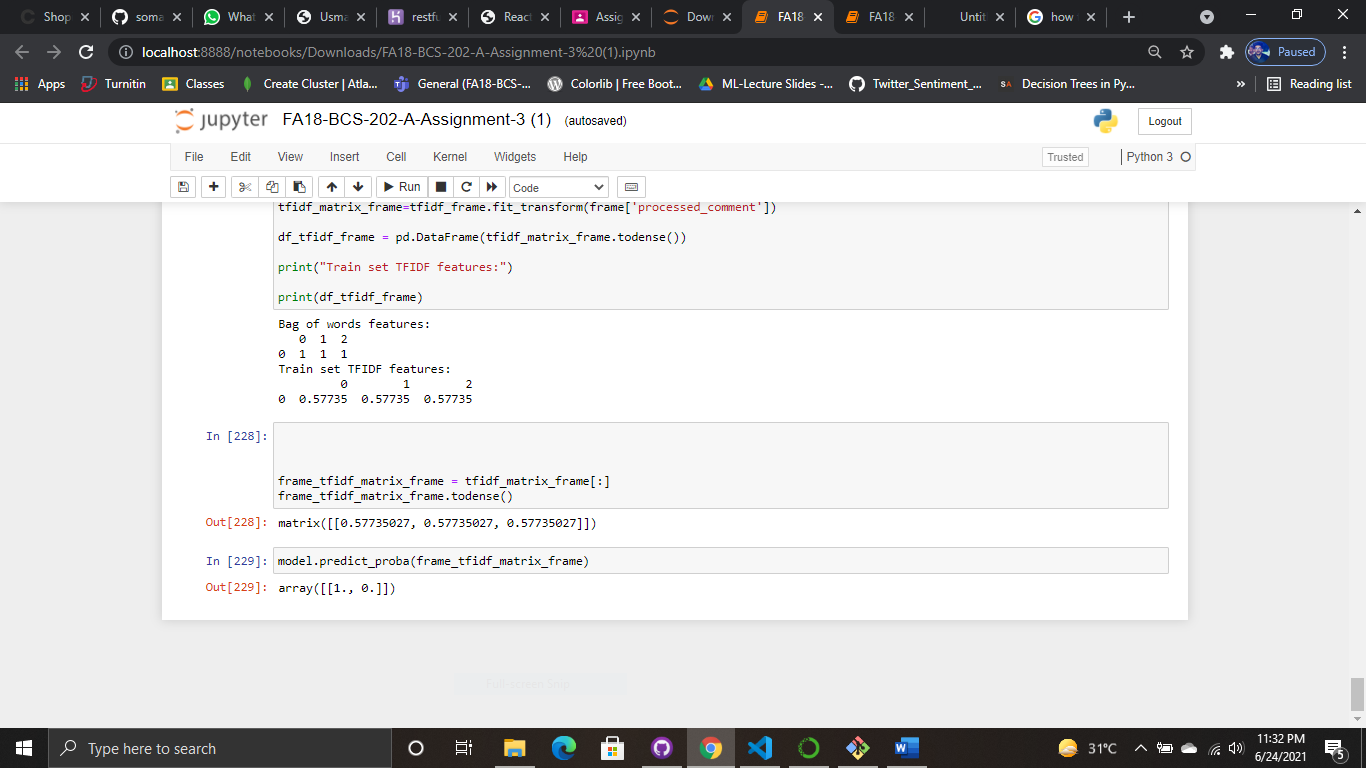 Shop
soma
What
Usma
restfu
React
Assig
Down
FA18
FA18
Untit
how
localhost:8888/notebooks/Downloads/FA18-BCS-202-A-Assignment-3%20(1).ipynb
Paused
Apps
Turnitin
Classes
Create Cluster | Atla...
General (FA18-BCS-...
Colorlib | Free Boot...
ML-Lecture Slides -...
Twitter_Sentiment_...
SA Decision Trees in Py...
»
Reading list
jupyter FA18-BCS-202-A-Assignment-3 (1) (autosaved)
Logout
File Edit View Insert Cell Kernel Widgets Help
Trusted
Python 3
Run
Code
tfidf_matrix_frame=tfidf_frame.fit_transform(frame['processed_comment'])
df_tfidf_frame = pd.DataFrame(tfidf_matrix_frame.todense())
print("Train set TFIDF features:")
print(df_tfidf_frame)
Bag of words features:
0 1 2
0 1 1 1
Train set TFIDF features:
0 1 2
0 0.57735 0.57735 0.57735
In [228]:
frame_tfidf_matrix_frame = tfidf_matrix_frame[:]
frame_tfidf_matrix_frame.todense()
Out[228]: matrix([[0.57735027, 0.57735027, 0.57735027]])
In [229]: model.predict_proba(frame_tfidf_matrix_frame)
Out[229]: array([[1., 0.]])
Full-screen Snip
Type here to search
31°C
11:32 PM
6/24/2021
5